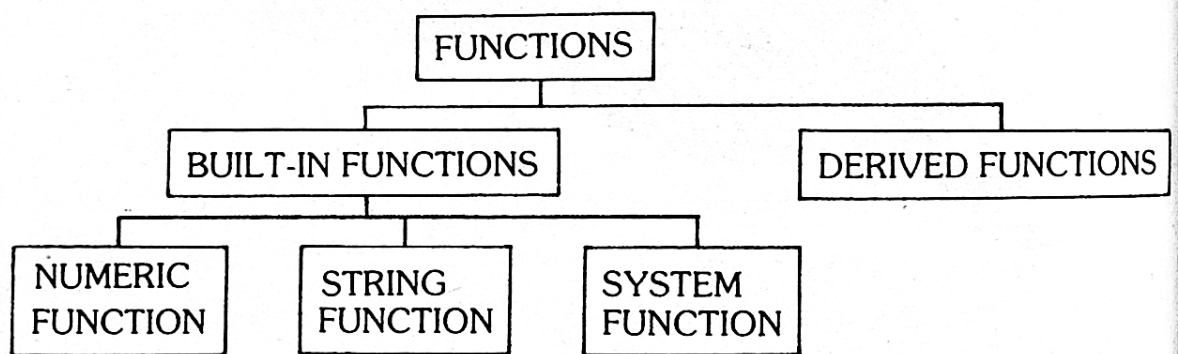 FUNCTIONS
BUILT-IN FUNCTIONS
DERIVED FUNCTIONS
NUMERIC
FUNCTION
STRING
FUNCTION
SYSTEM
FUNCTION